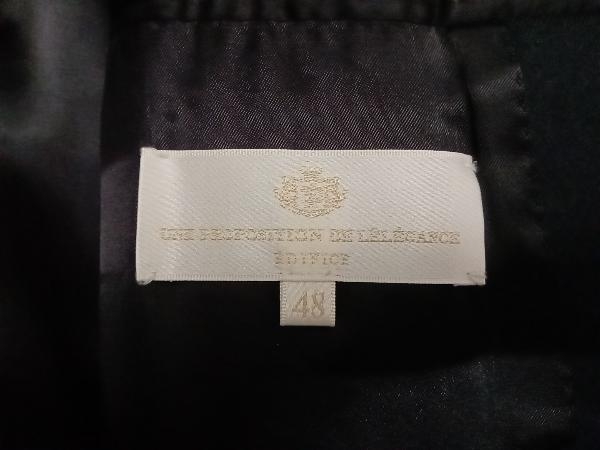 UNE PROPOSITION DE L'ÉLÉGANCE
EDIFICE
48